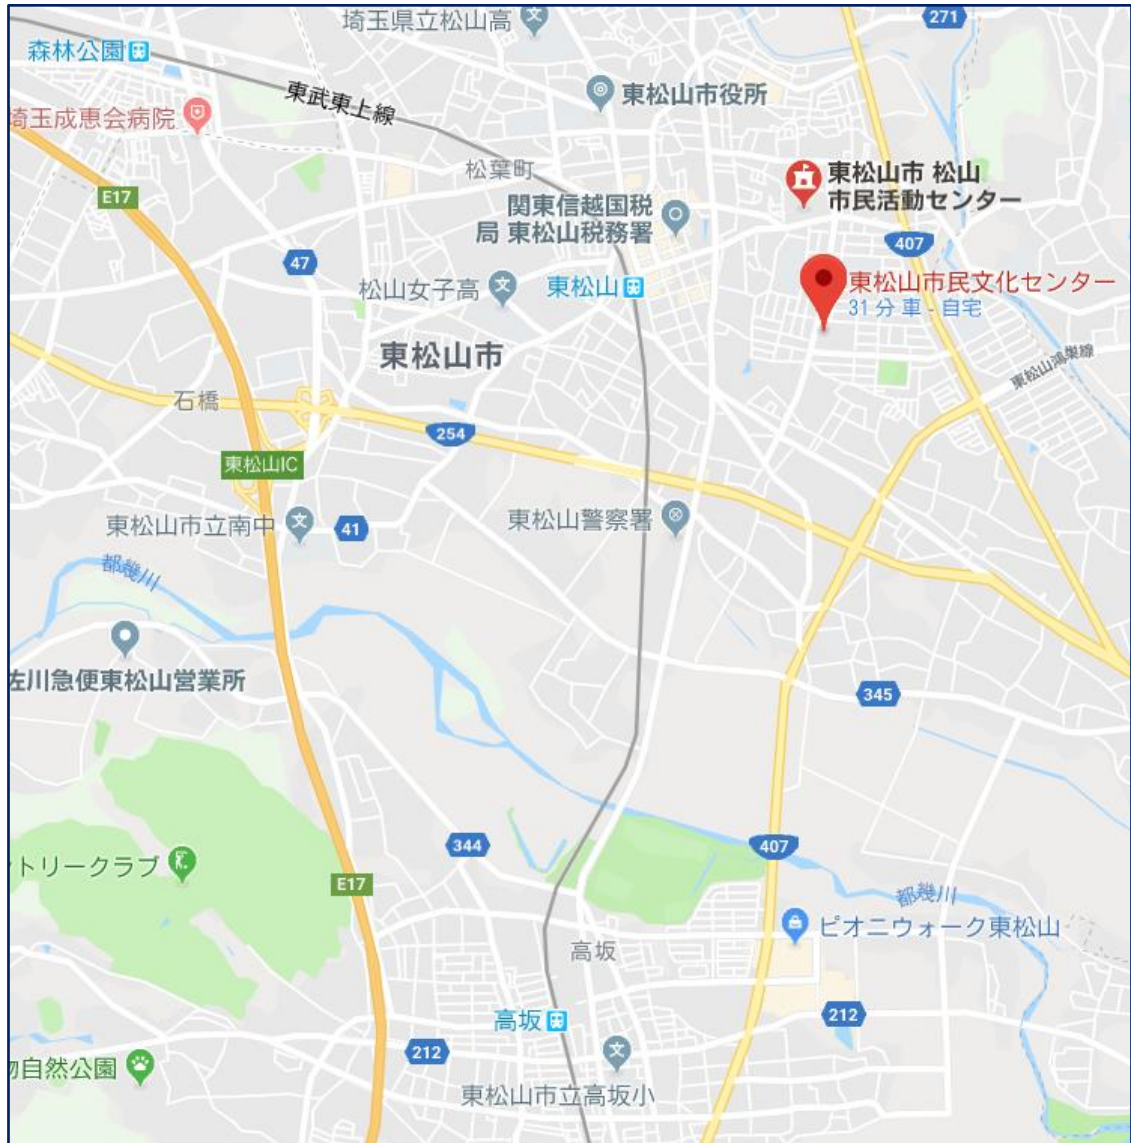 埼玉県立松山高
271
森林公園
東武東上線
東松山市役所
埼玉成恵会病院
松葉町
東松山市 松山
市民活動センター
E17
関東信越国税
局 東松山税務署
407
47
松山女子高
東松山
東松山市民文化センター
31 分 車 - 自宅
東松山市
東松山鴻巣線
石橋
254
東松山IC
東松山市立南中
41
東松山警察署
都幾川
佐川急便東松山営業所
345
344
407
ントリークラブ
E17
都幾川
ピオニウォーク東松山
高坂
高坂
212
212
物自然公園
東松山市立高坂小